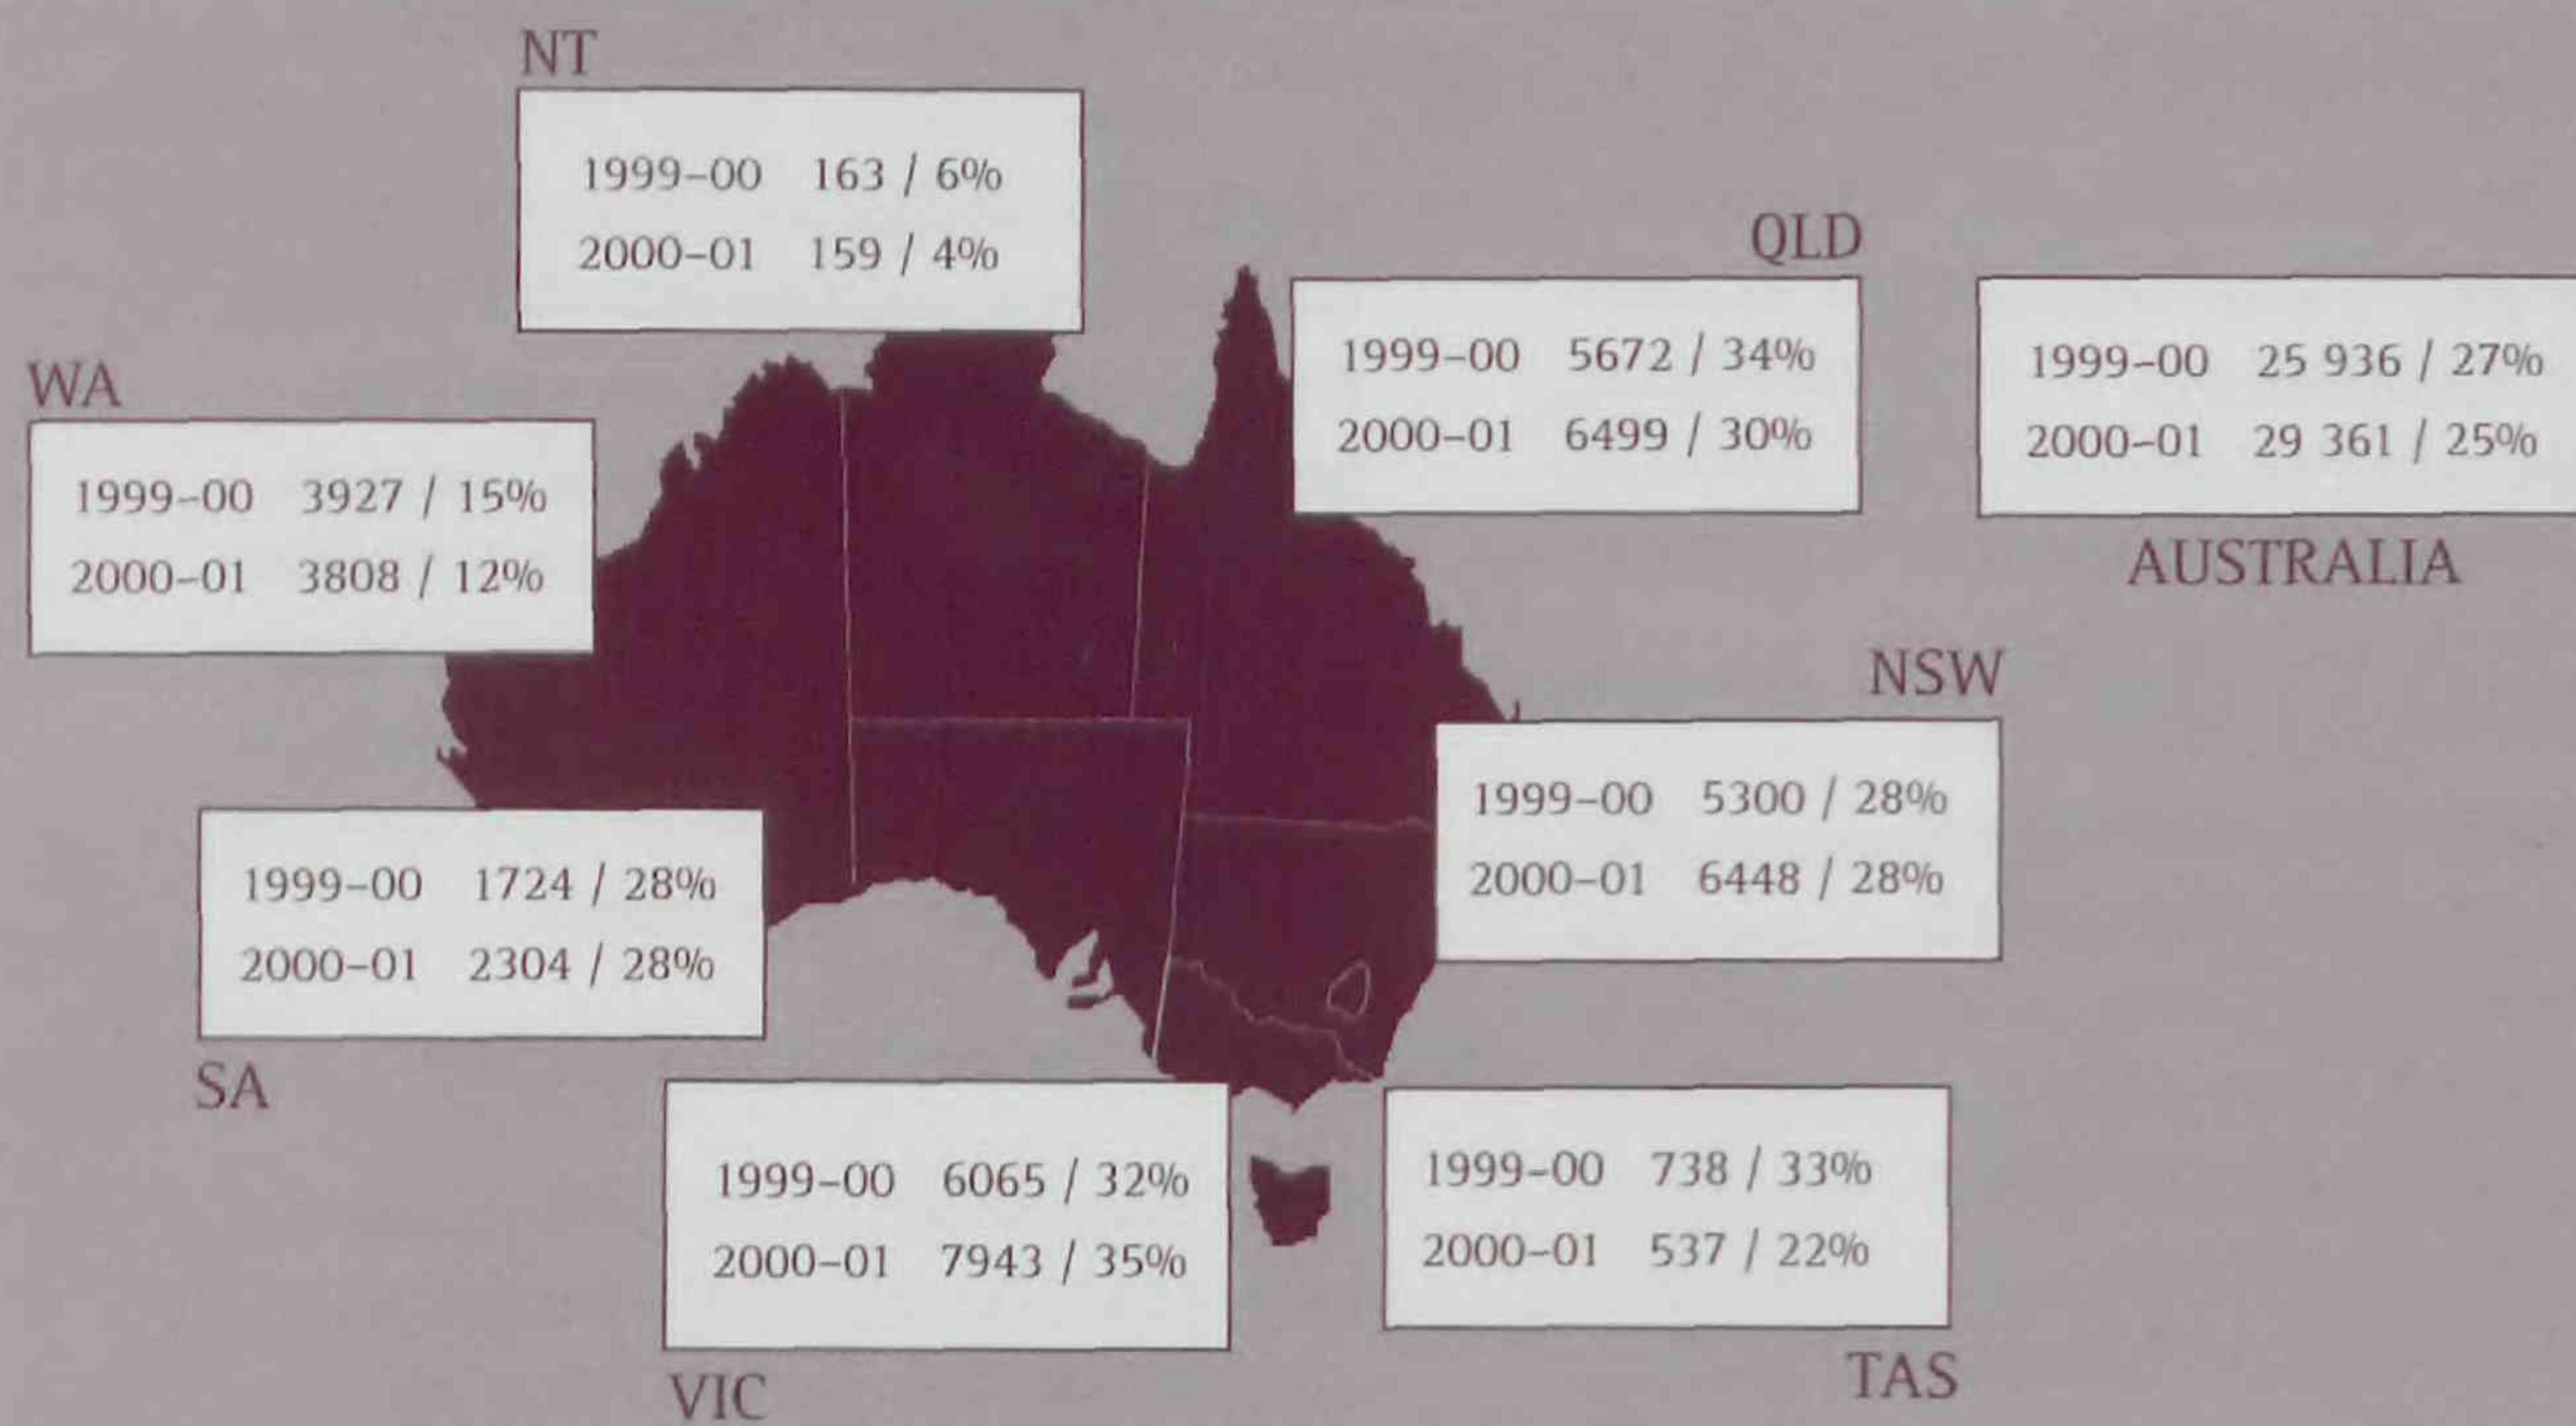 NT
1999–00 163 / 6%
2000–01 159 / 4%
QLD
1999–00 5672 / 34%
2000–01 6499 / 30%
1999–00 25 936 / 27%
2000–01 29 361 / 25%
AUSTRALIA
WA
1999–00 3927 / 15%
2000–01 3808 / 12%
NSW
1999–00 5300 / 28%
2000–01 6448 / 28%
1999–00 1724 / 28%
2000–01 2304 / 28%
SA
1999–00 6065 / 32%
2000–01 7943 / 35%
VIC
1999–00 738 / 33%
2000–01 537 / 22%
TAS